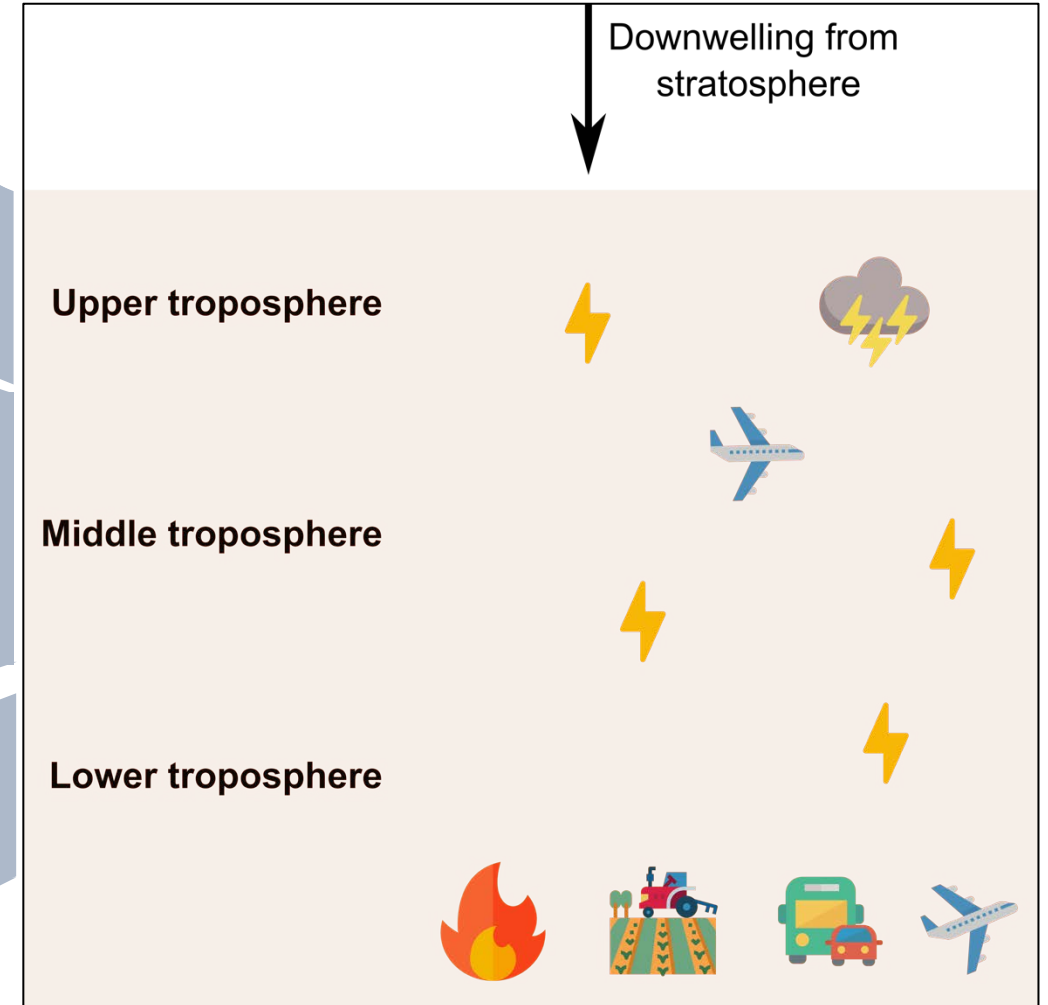 Downwelling from
stratosphere
Upper troposphere
Middle troposphere
Lower troposphere